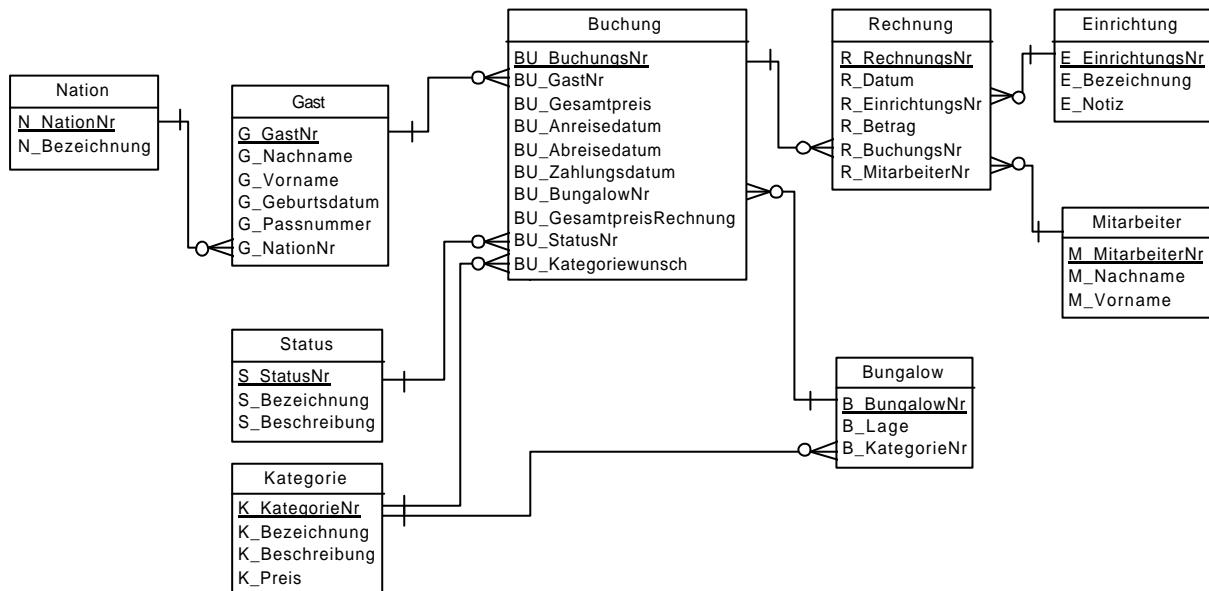 Nation
N_NationNr
N_Bezeichnung
Gast
G_GastNr
G_Nachname
G_Vorname
G_Geburtsdatum
G_Passnummer
G_NationNr
Buchung
BU_BuchungsNr
BU_GastNr
BU_Gesamtpreis
BU_Anreisedatum
BU_Abreisedatum
BU_Zahlungsdatum
BU_BungalowNr
BU_GesamtpreisRechnung
BU_StatusNr
BU_Kategoriewunsch
Rechnung
R_RechnungsNr
R_Datum
R_EinrichtungsNr
R_Betrag
R_BuchungsNr
R_MitarbeiterNr
Einrichtung
E_EinrichtungsNr
E_Bezeichnung
E_Notiz
Mitarbeiter
M_MitarbeiterNr
M_Nachname
M_Vorname
Status
S_StatusNr
S_Bezeichnung
S_Beschreibung
Bungalow
B_BungalowNr
B_Lage
B_KategorieNr
Kategorie
K_KategorieNr
K_Bezeichnung
K_Beschreibung
K_Preis